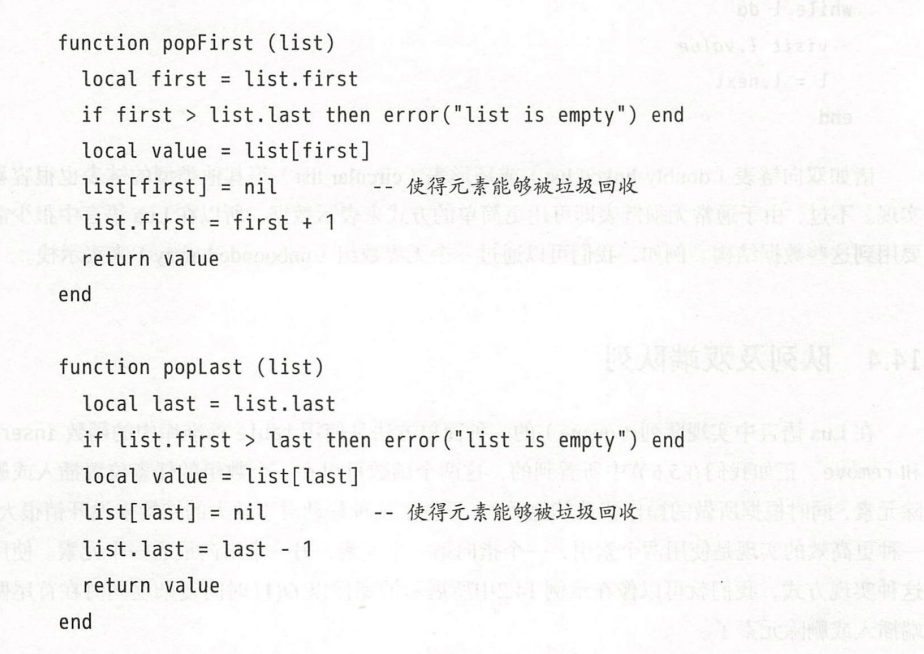 function popFirst (list)
  local first = list.first
  if first > list.last then error("list is empty") end
  local value = list[first]
  list[first] = nil        -- 使得元素能够被垃圾回收
  list.first = first + 1
  return value
end
function popLast (list)
  local last = list.last
  if list.first > last then error("list is empty") end
  local value = list[last]
  list[last] = nil         -- 使得元素能够被垃圾回收
  list.last = last - 1
  return value
end